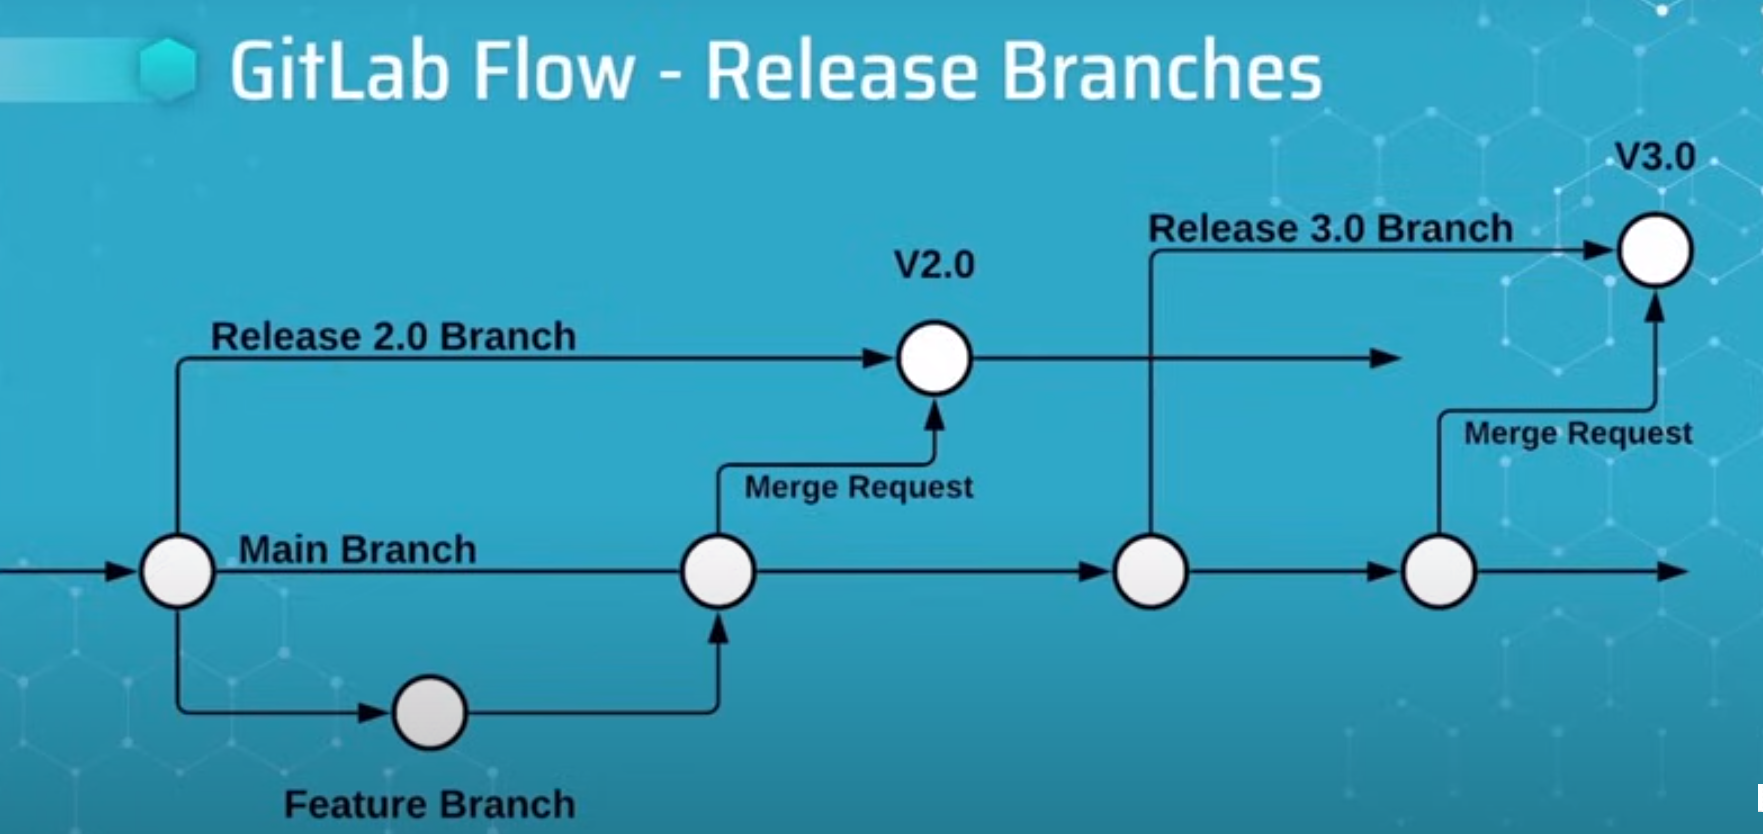 GitLab Flow - Release Branches
V3.0
Release 3.0 Branch
V2.0
Release 2.0 Branch
Merge Request
Merge Request
Main Branch
Feature Branch